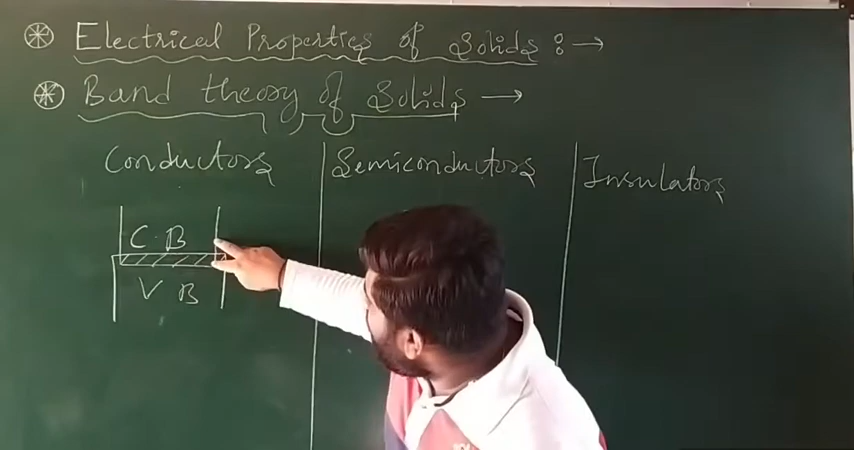 Electrical Properties of Solids :→
Band theory of Solids →
Conductors
Semiconductors
Insulators
C.B
V B